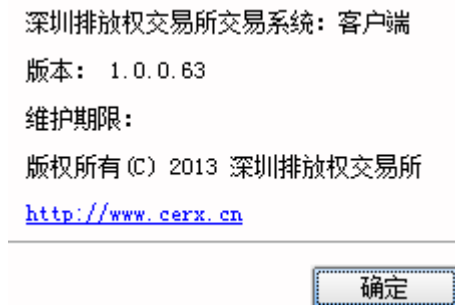 深圳排放权交易所交易系统：客户端
版本： 1.0.0.63
维护期限：
版权所有(C) 2013 深圳排放权交易所
http://www.cerx.cn
确定